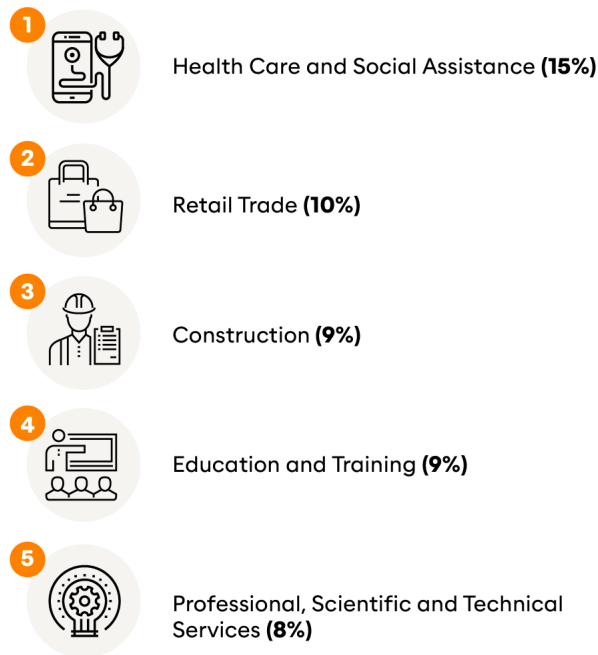 1
Health Care and Social Assistance (15%)
2
Retail Trade (10%)
3
Construction (9%)
4
Education and Training (9%)
5
Professional, Scientific and Technical
Services (8%)